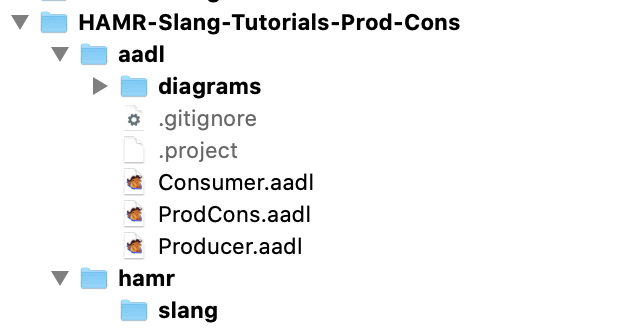 HAMR-Slang-Tutorials-Prod-Cons
aadl
diagrams
.gitignore
.project
Consumer.aadl
ProdCons.aadl
Producer.aadl
hamr
slang